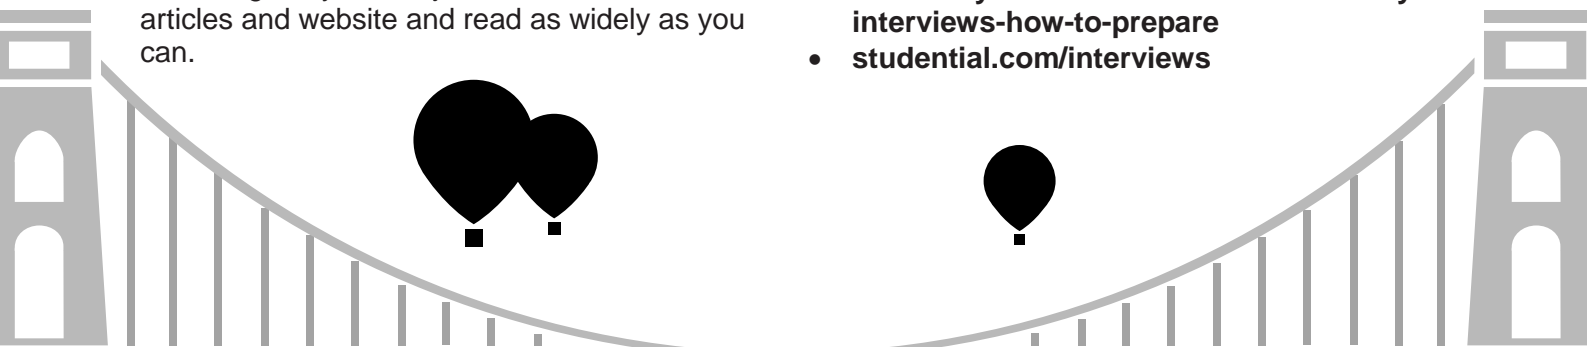 articles and website and read as widely as you
can.
interviews-how-to-prepare
• studential.com/interviews